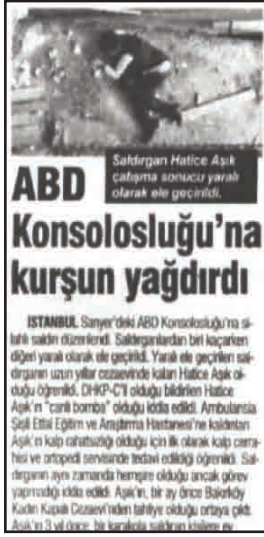 Saldırgan Hatice Aşık
çatışma sonucu yaralı
olarak ele geçirildi.
ABD
Konsolosluğu'na
kurşun yağdırdı
İSTANBUL Sarıyer'deki ABD Konsolosluğu'na si-
lahlı saldırı düzenlendi. Saldırganlardan biri kaçarken
diğeri yaralı olarak ele geçirildi. Yaralı ele geçirilen sal-
dırganın uzun yıllar cezaevinde kalan Hatice Aşık ol-
duğu öğrenildi. DHKP-C'li olduğu bildirilen Hatice
Aşık'ın "canlı bomba" olduğu iddia edildi. Ambulansla
Şişli Etfal Eğitim ve Araştırma Hastanesi'ne kaldırılan
Aşık'ın kalp rahatsızlığı olduğu için ilk olarak kalp cerra-
hisi ve ortopedi servisinde tedavi edildiği öğrenildi. Sal-
dırganın aynı zamanda hemşire olduğu ancak görev
yapmadığı iddia edildi. Aşık'ın, bir ay önce Bakırköy
Kadın Kapalı Cezaevi'nden tahliye olduğu ortaya çıktı.
Aşık'ın 3 yıl önce, bir karakola saldıran kişilere ev